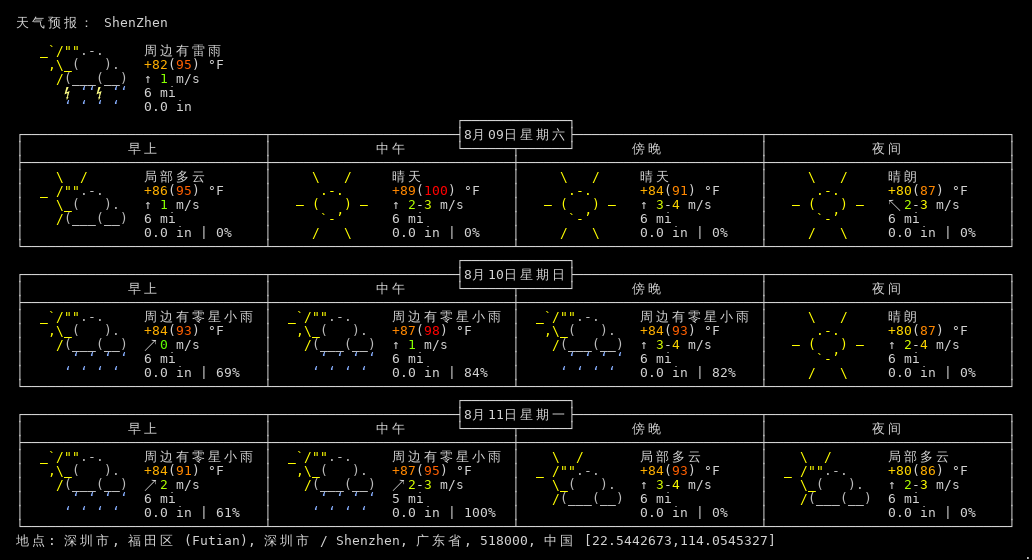 天气预报： ShenZhen
周边有雷雨
+82(95) °F
↑ 1 m/s
6 mi
0.0 in
8月09日星期六
早上 中午 傍晚 夜间
局部多云 晴天 晴天 晴朗
+86(95) °F +89(100) °F +84(91) °F +80(87) °F
↑ 1 m/s ↑ 2-3 m/s ↑ 3-4 m/s ↖ 2-3 m/s
6 mi 6 mi 6 mi 6 mi
0.0 in | 0% 0.0 in | 0% 0.0 in | 0% 0.0 in | 0%
8月10日星期日
早上 中午 傍晚 夜间
周边有零星小雨 周边有零星小雨 周边有零星小雨 晴朗
+84(93) °F +87(98) °F +84(93) °F +80(87) °F
↗ 0 m/s ↑ 1 m/s ↑ 3-4 m/s ↑ 2-4 m/s
6 mi 6 mi 6 mi 6 mi
0.0 in | 69% 0.0 in | 84% 0.0 in | 82% 0.0 in | 0%
8月11日星期一
早上 中午 傍晚 夜间
周边有零星小雨 周边有零星小雨 局部多云 局部多云
+84(91) °F +87(95) °F +84(93) °F +80(86) °F
↗ 2 m/s ↗ 2-3 m/s ↑ 3-4 m/s ↑ 2-3 m/s
6 mi 5 mi 6 mi 6 mi
0.0 in | 61% 0.0 in | 100% 0.0 in | 0% 0.0 in | 0%
地点: 深圳市, 福田区 (Futian), 深圳市 / Shenzhen, 广东省, 518000, 中国 [22.5442673,114.0545327]